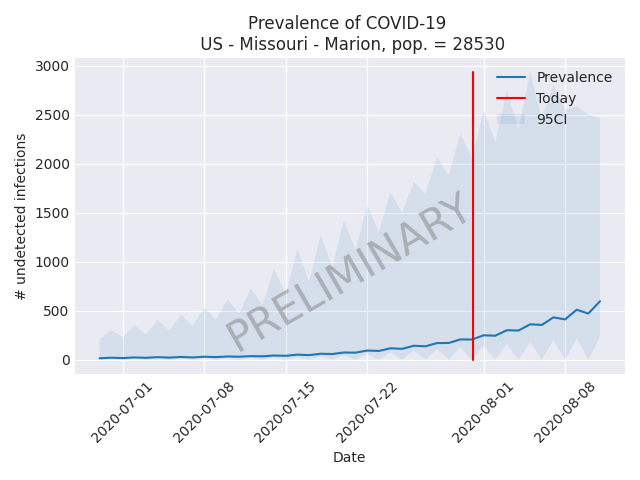 Prevalence of COVID-19
US - Missouri - Marion, pop. = 28530
3000
2500
2000
1500
1000
500
0
# undetected infections
Prevalence
Today
95CI
PRELIMINARY
2020-07-01
2020-07-08
2020-07-15
2020-07-22
2020-08-01
2020-08-08
Date